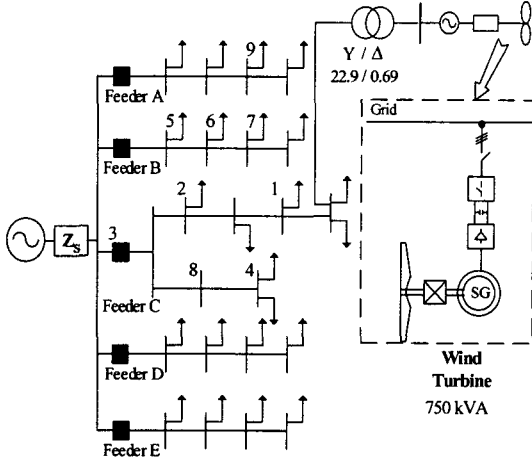 9
Y / Δ
22.9 / 0.69
Feeder A
5 6 7
Grid
Feeder B
2 1
3
Z_S
8 4
SG
Feeder C
Wind
Turbine
Feeder D
750 kVA
Feeder E